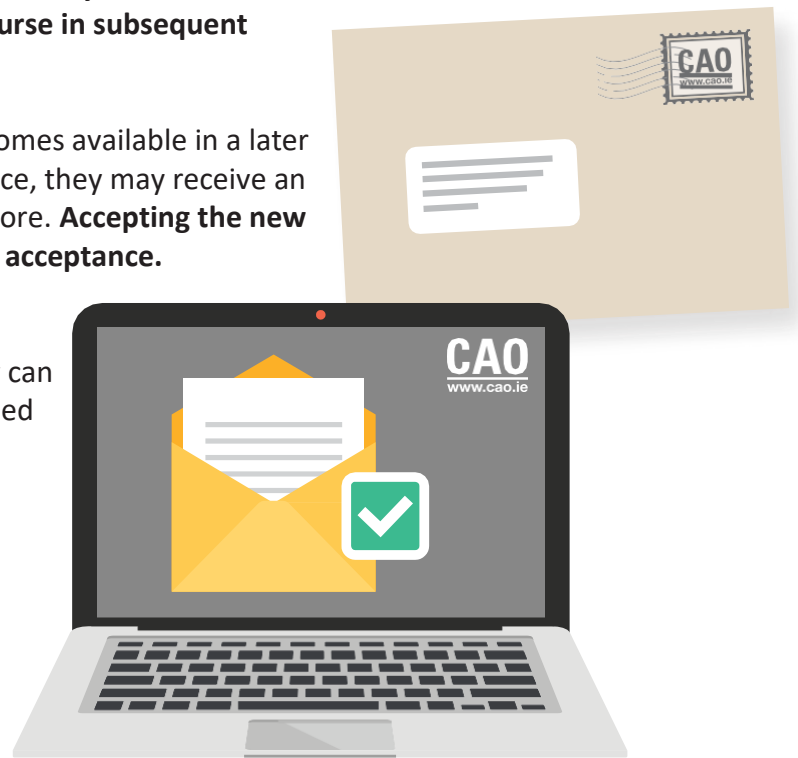 urse in subsequent
CAO
www.cao.ie
omes available in a later
ce, they may receive an
ore. Accepting the new
acceptance.
can
ed
CAO
www.cao.ie